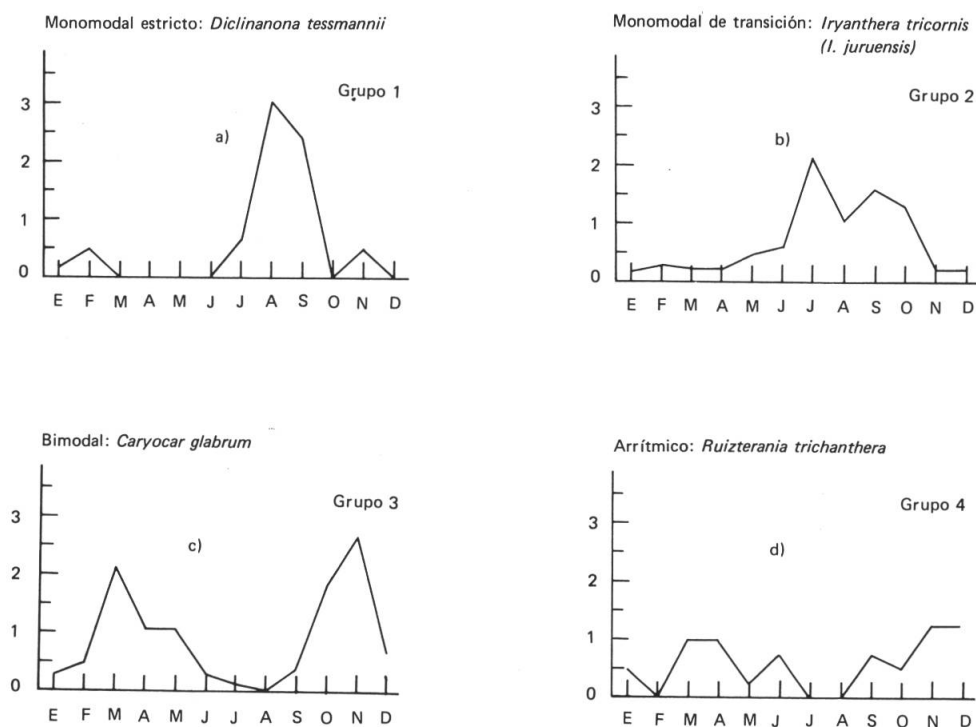 Monomodal estricto: Diclinanona tessmannii
Grupo 1
a)
3
2
1
0
E F M A M J J A S O N D
Monomodal de transición: Iryanthera tricornis
(I. juruensis)
Grupo 2
b)
3
2
1
0
E F M A M J J A S O N D
Bimodal: Caryocar glabrum
Grupo 3
c)
3
2
1
0
E F M A M J J A S O N D
Arrítmico: Ruizterania trichanthera
Grupo 4
d)
3
2
1
0
E F M A M J J A S O N D